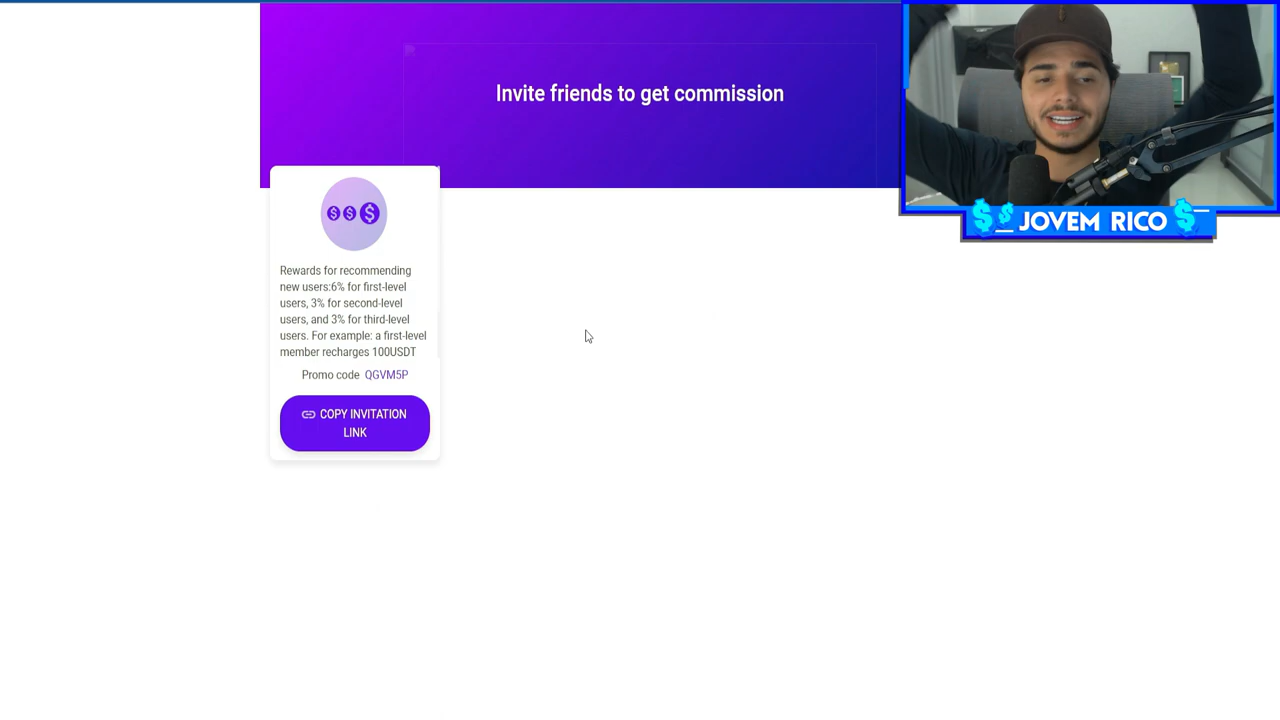 Invite friends to get commission
$ $ $
Rewards for recommending
new users:6% for first-level
users, 3% for second-level
users, and 3% for third-level
users. For example: a first-level
member recharges 100USDT
Promo code QGVM5P
COPY INVITATION
LINK
$ $ JOVEM RICO $